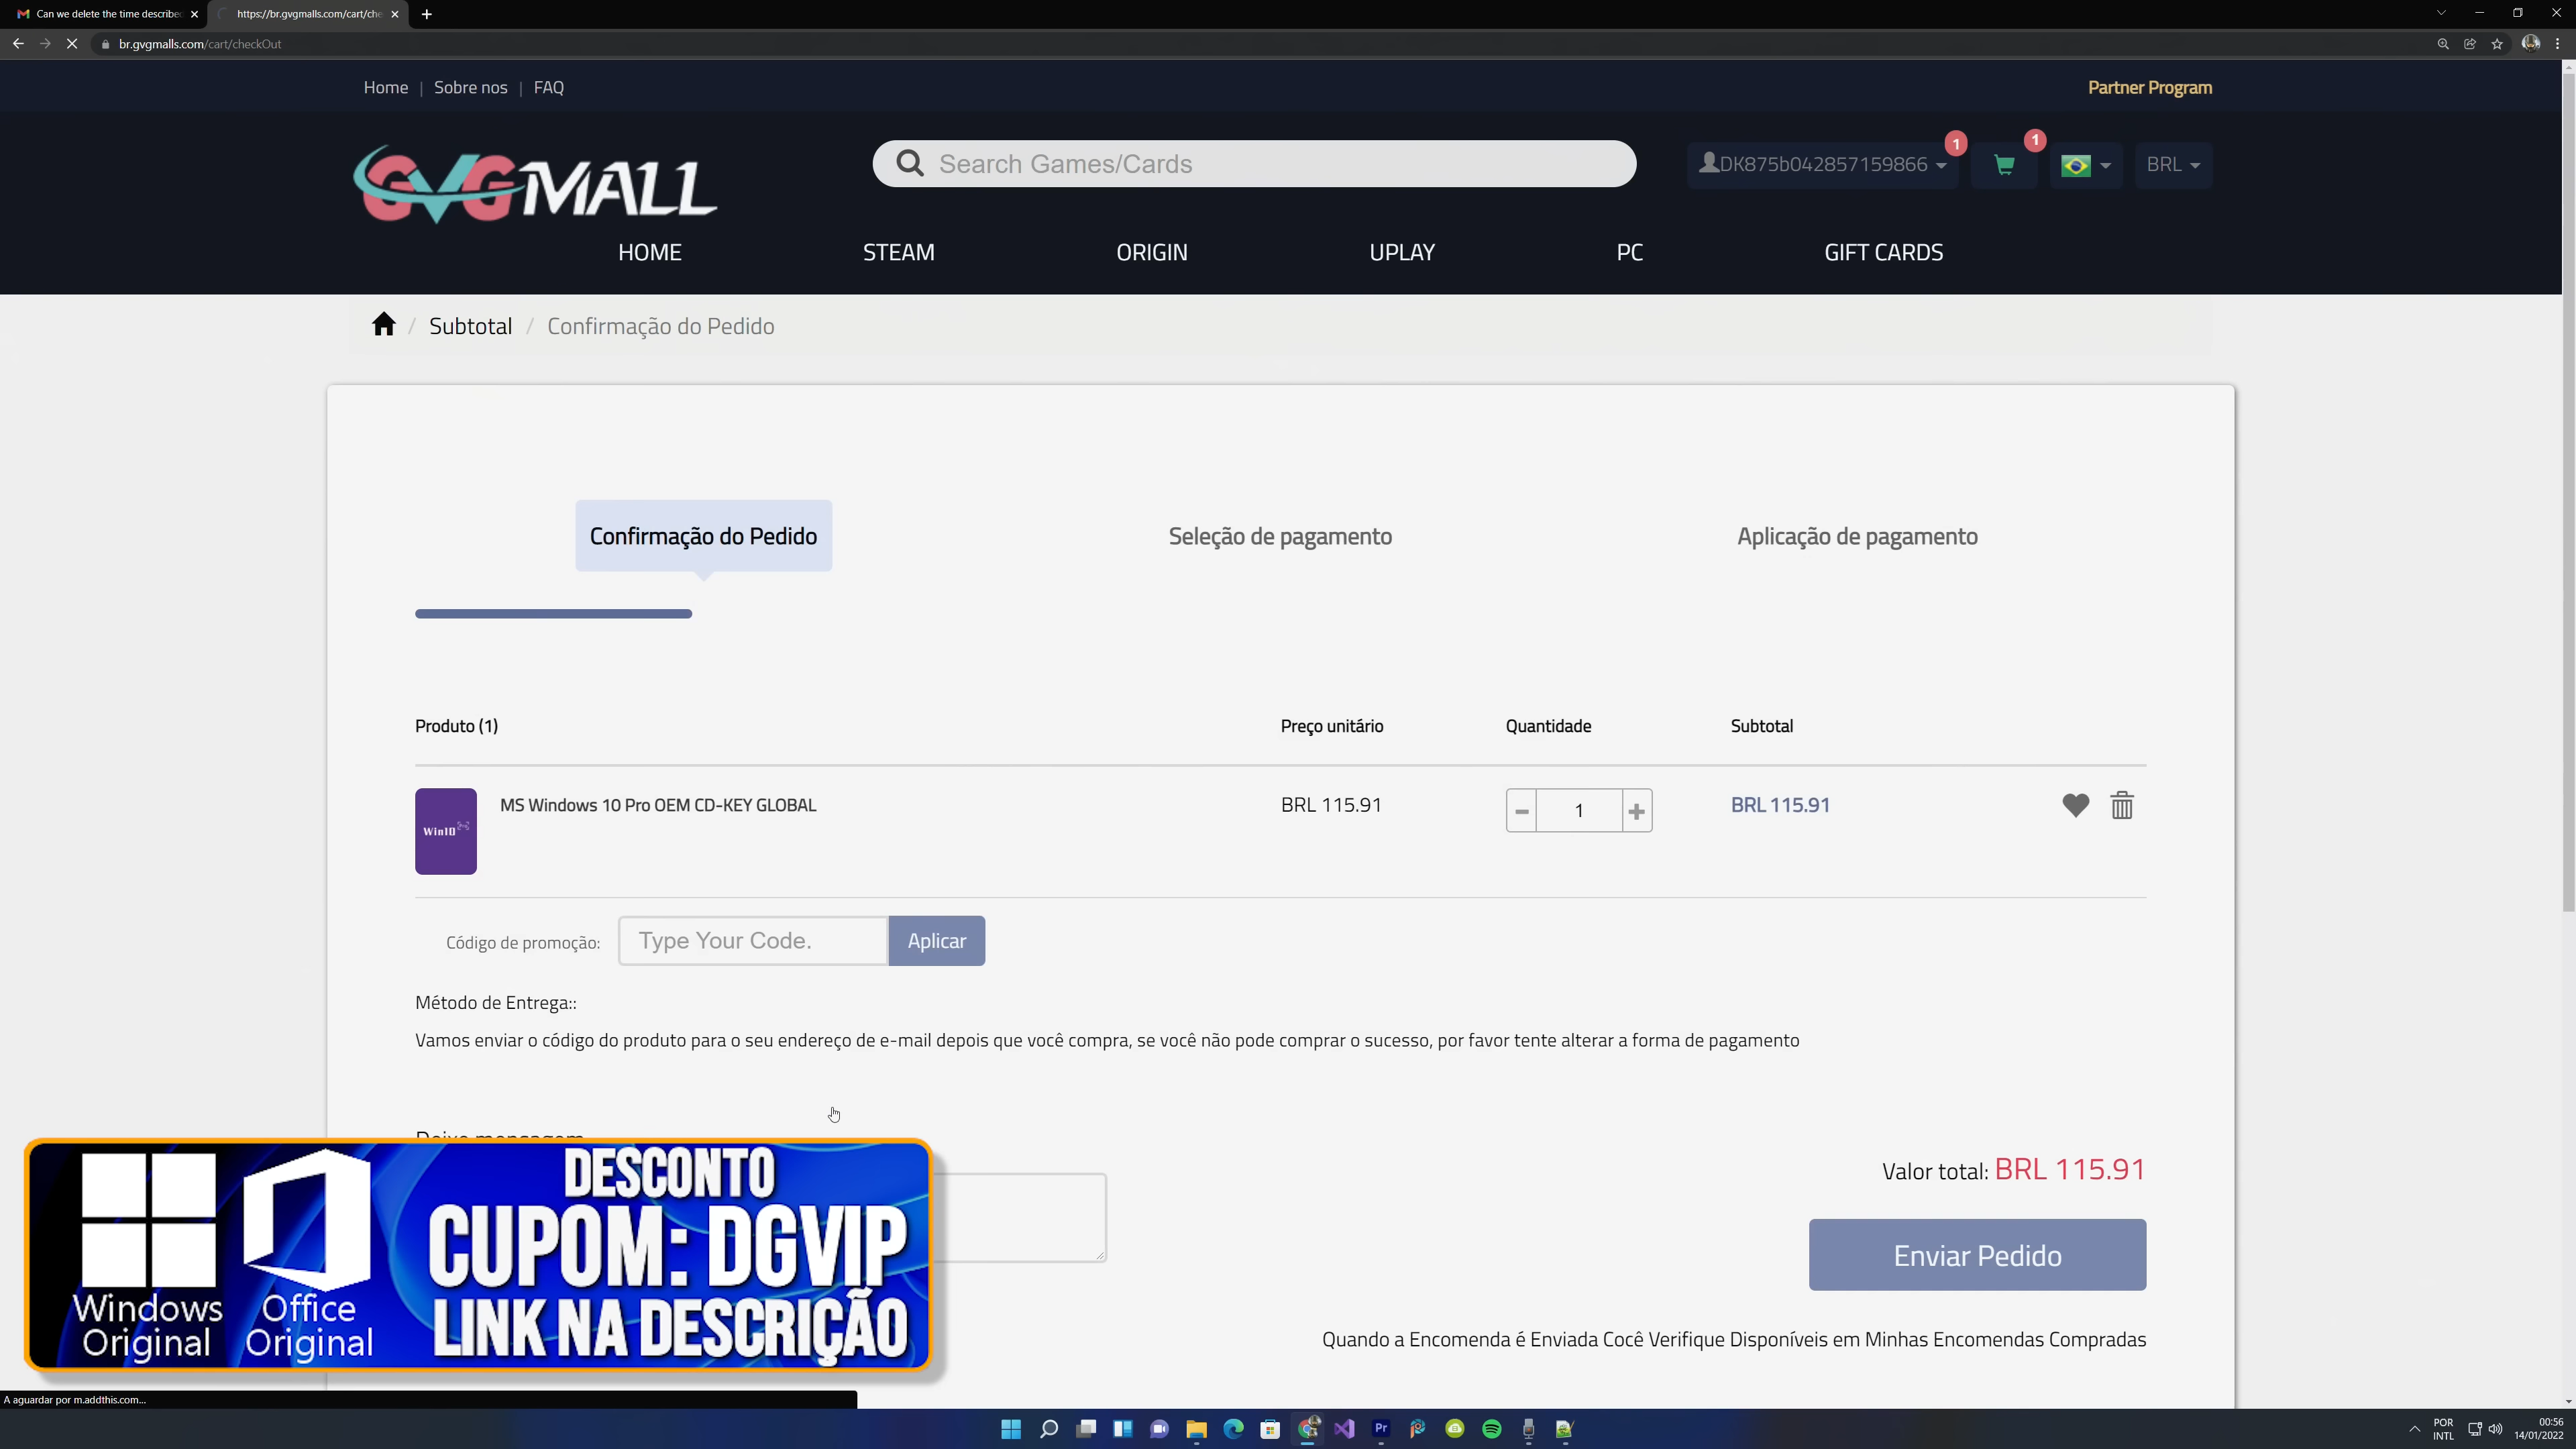 Can we delete the time describe
https://br.gvgmalls.com/cart/che
br.gvgmalls.com/cart/checkOut
Home | Sobre nos | FAQ
Partner Program
GVGMALL
Search Games/Cards
DK875b042857159866
1
1
BRL
HOME
STEAM
ORIGIN
UPLAY
PC
GIFT CARDS
/ Subtotal / Confirmação do Pedido
Confirmação do Pedido
Seleção de pagamento
Aplicação de pagamento
Produto (1)
Preço unitário
Quantidade
Subtotal
Win10
MS Windows 10 Pro OEM CD-KEY GLOBAL
BRL 115.91
1
BRL 115.91
Código de promoção:
Type Your Code.
Aplicar
Método de Entrega::
Vamos enviar o código do produto para o seu endereço de e-mail depois que você compra, se você não pode comprar o sucesso, por favor tente alterar a forma de pagamento
Deixe mensagem
Valor total: BRL 115.91
Enviar Pedido
Quando a Encomenda é Enviada Cocê Verifique Disponíveis em Minhas Encomendas Compradas
Windows
Original
Office
Original
DESCONTO
CUPOM: DGVIP
LINK NA DESCRIÇÃO
A aguardar por m.addthis.com...
Pr
POR
INTL
00:56
14/01/2022